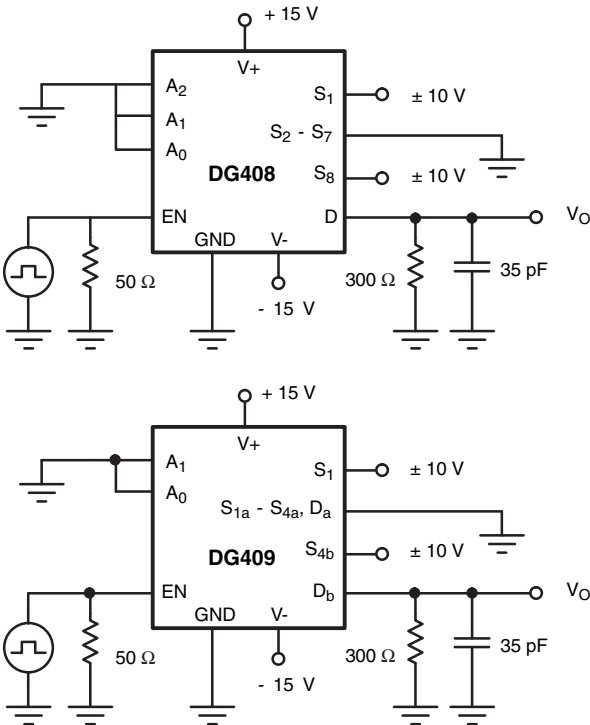 + 15 V
V+
A2
S1
± 10 V
A1
S2 - S7
A0
DG408
S8
± 10 V
EN
D
VO
GND
V-
50 Ω
300 Ω
35 pF
- 15 V
+ 15 V
V+
A1
S1
± 10 V
A0
S1a - S4a, Da
S4b
± 10 V
DG409
EN
Db
VO
GND
V-
50 Ω
300 Ω
35 pF
- 15 V